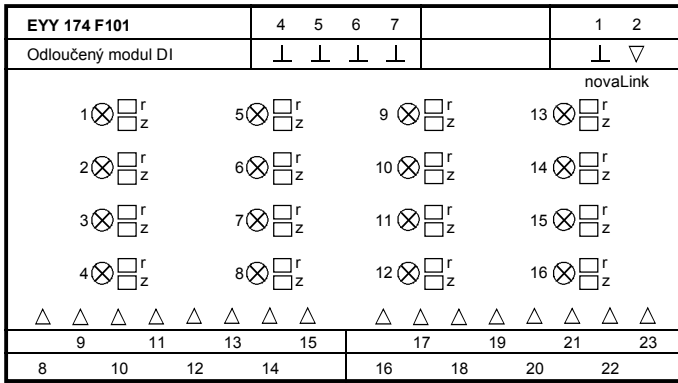 EYY 174 F101 4 5 6 7 1 2
Odloučený modul DI
novaLink
1 r 5 r 9 r 13 r
z z z z
2 r 6 r 10 r 14 r
z z z z
3 r 7 r 11 r 15 r
z z z z
4 r 8 r 12 r 16 r
z z z z
9 11 13 15 17 19 21 23
8 10 12 14 16 18 20 22